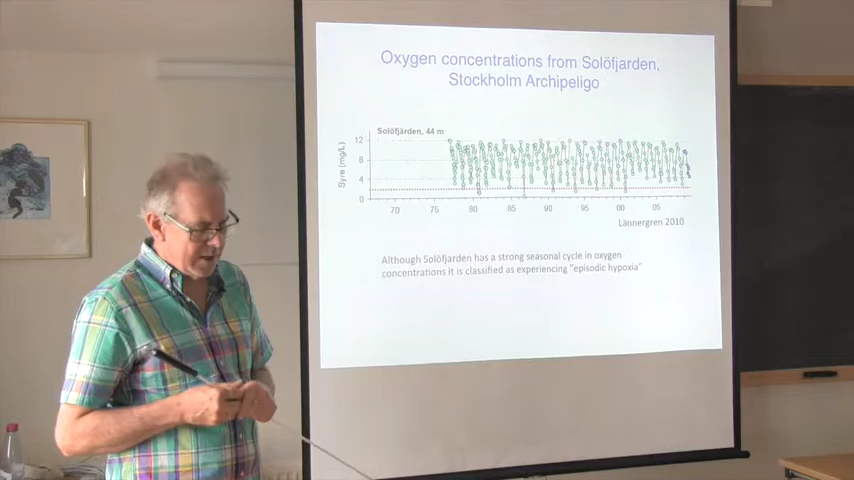 Oxygen concentrations from Solöfjarden,
Stockholm Archipeligo
Solöfjärden, 44 m
Syre (mg/L)
12
8
4
0
70 75 80 85 90 95 00 05
Lännergren 2010
Although Solöfjarden has a strong seasonal cycle in oxygen
concentrations it is classified as experiencing "episodic hypoxia"